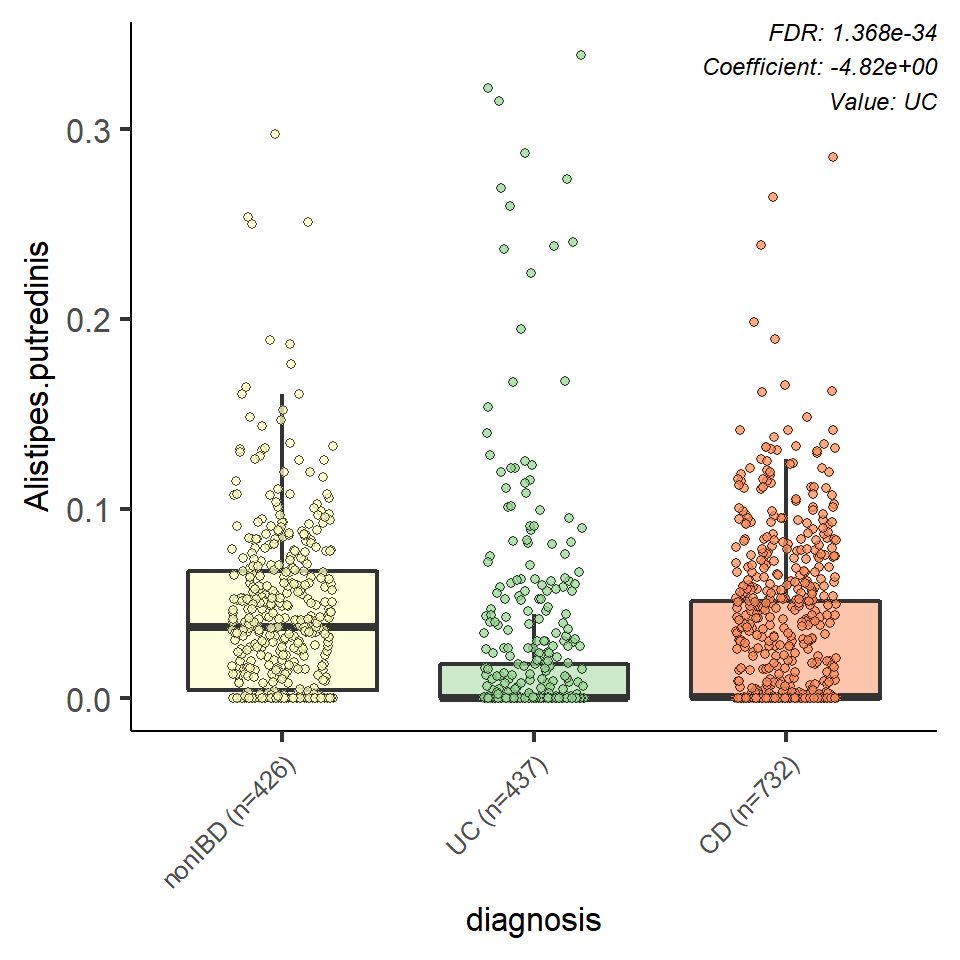 FDR: 1.368e-34
Coefficient: -4.82e+00
Value: UC
Alistipes.putredinis
0.3
0.2
0.1
0.0
nonIBD (n=426)
UC (n=437)
CD (n=732)
diagnosis